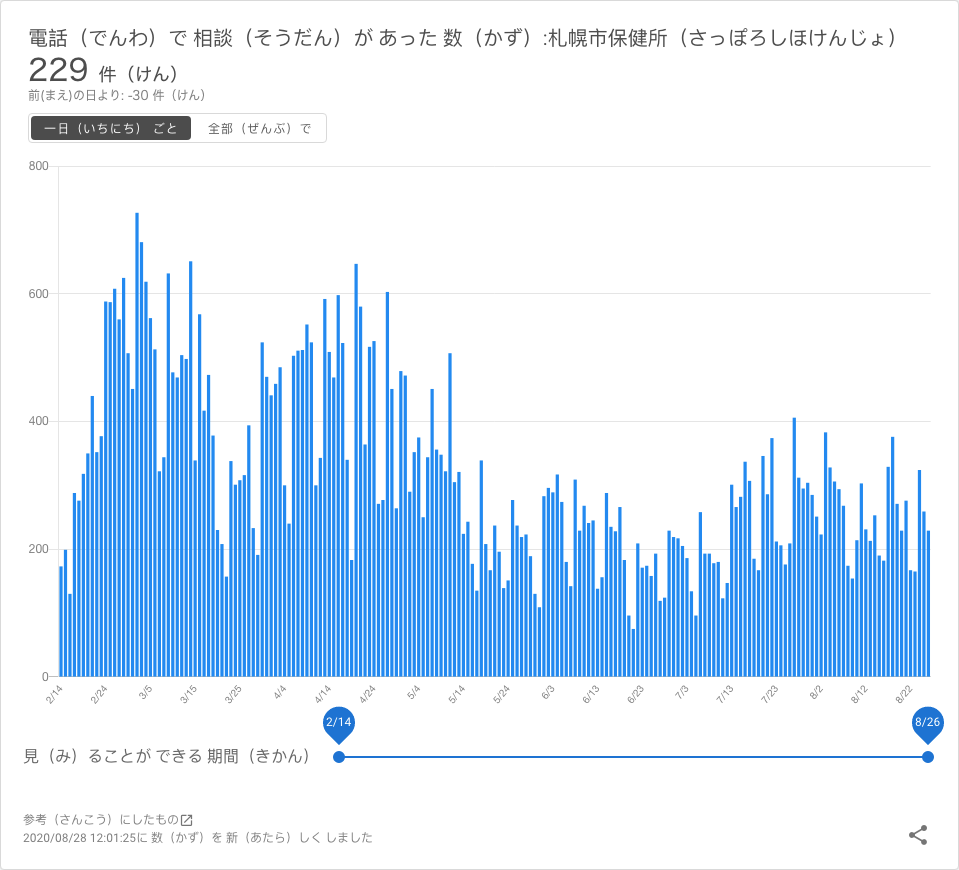 電話（でんわ）で 相談（そうだん）が あった 数（かず）:札幌市保健所（さっぽろしほけんじょ）
229 件（けん）
前(まえ)の日より: -30 件（けん）
一日（いちにち） ごと 全部（ぜんぶ）で
800
600
400
200
0
2/14 2/24 3/5 3/15 3/25 4/4 4/14 4/24 5/4 5/14 5/24 6/3 6/13 6/23 7/3 7/13 7/23 8/2 8/12 8/22
2/14 8/26
見（み）ることが できる 期間（きかん）
参考（さんこう）にしたもの
2020/08/28 12:01:25に 数（かず）を 新（あたら）しく しました